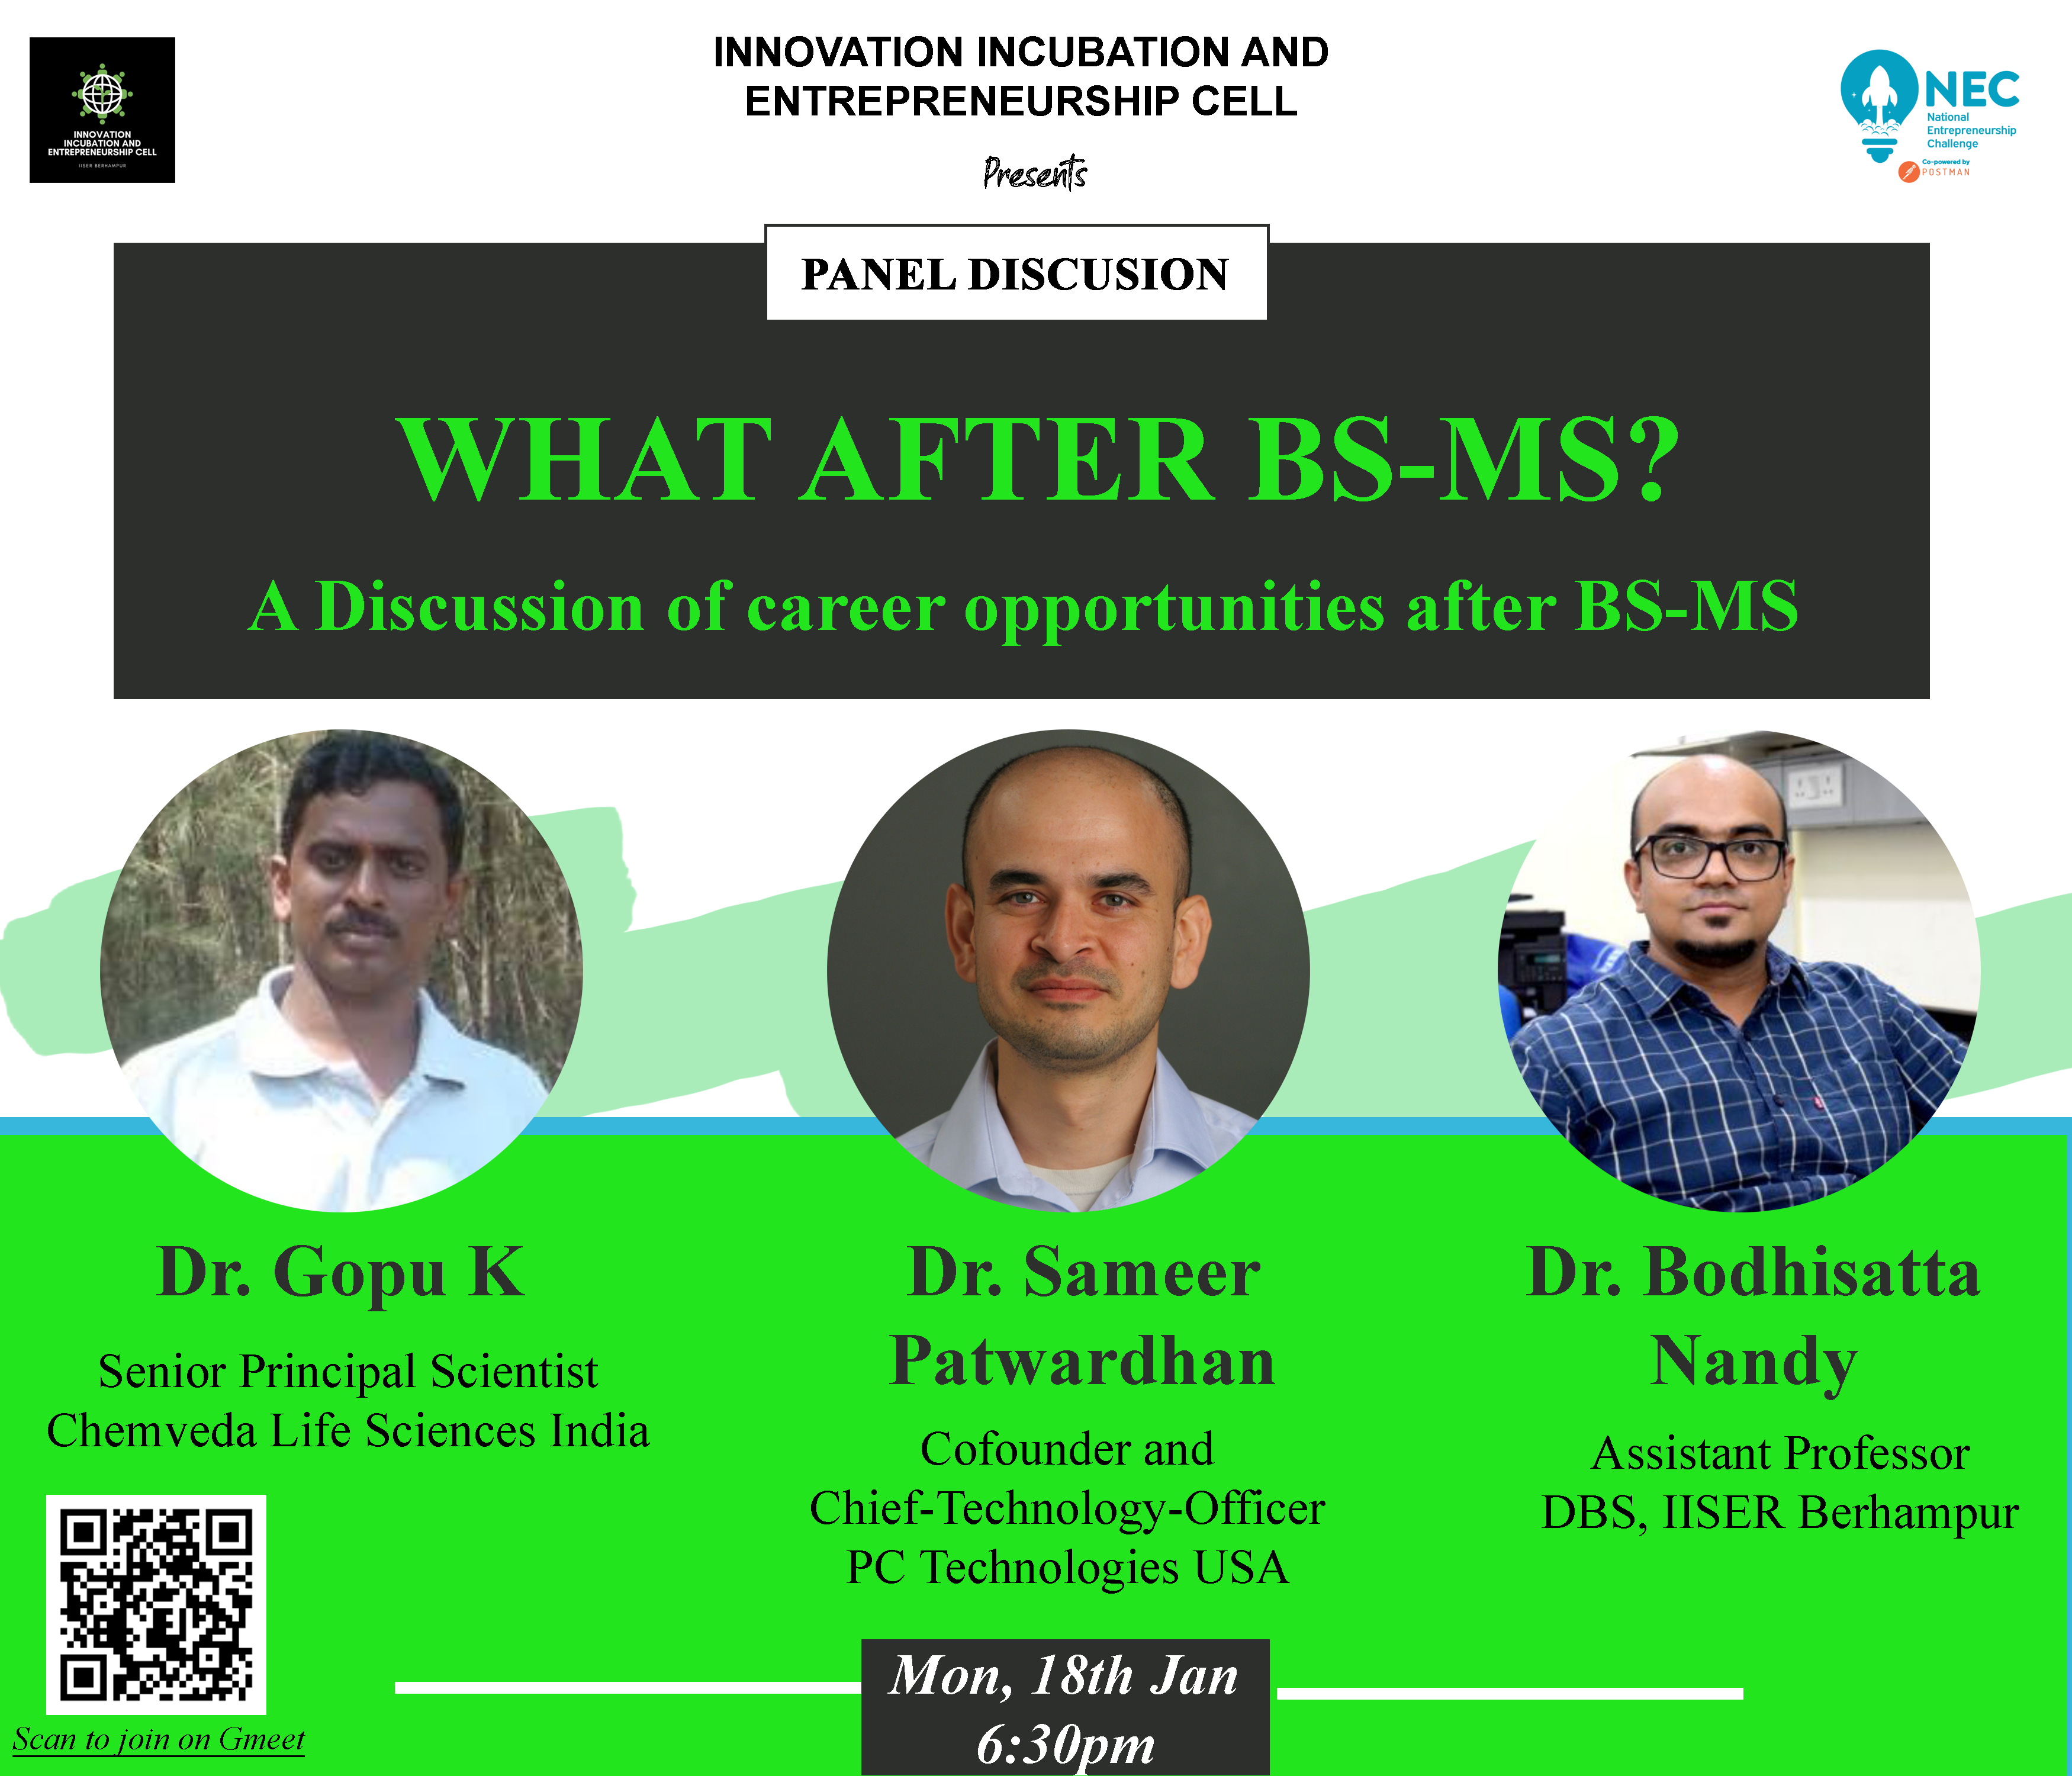 INNOVATION INCUBATION AND
ENTREPRENEURSHIP CELL
Presents
INNOVATION
INCUBATION AND
ENTREPRENEURSHIP CELL
IISER BERHAMPUR
NEC
National
Entrepreneurship
Challenge
Co-powered by
POSTMAN
PANEL DISCUSION
WHAT AFTER BS-MS?
A Discussion of career opportunities after BS-MS
Dr. Gopu K
Senior Principal Scientist
Chemveda Life Sciences India
Dr. Sameer
Patwardhan
Cofounder and
Chief-Technology-Officer
PC Technologies USA
Dr. Bodhisatta
Nandy
Assistant Professor
DBS, IISER Berhampur
Scan to join on Gmeet
Mon, 18th Jan
6:30pm